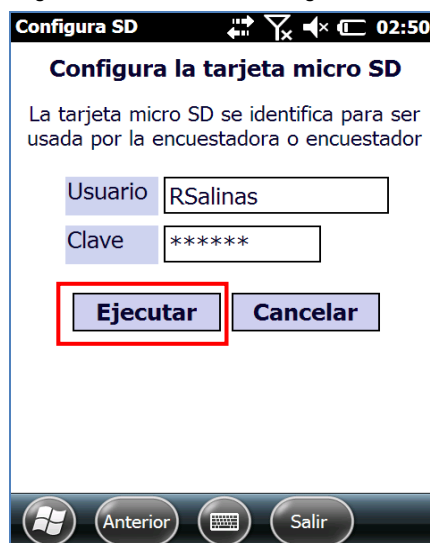 Configura SD 02:50
Configura la tarjeta micro SD
La tarjeta micro SD se identifica para ser
usada por la encuestadora o encuestador
Usuario RSalinas
Clave ******
Ejecutar Cancelar
Anterior Salir